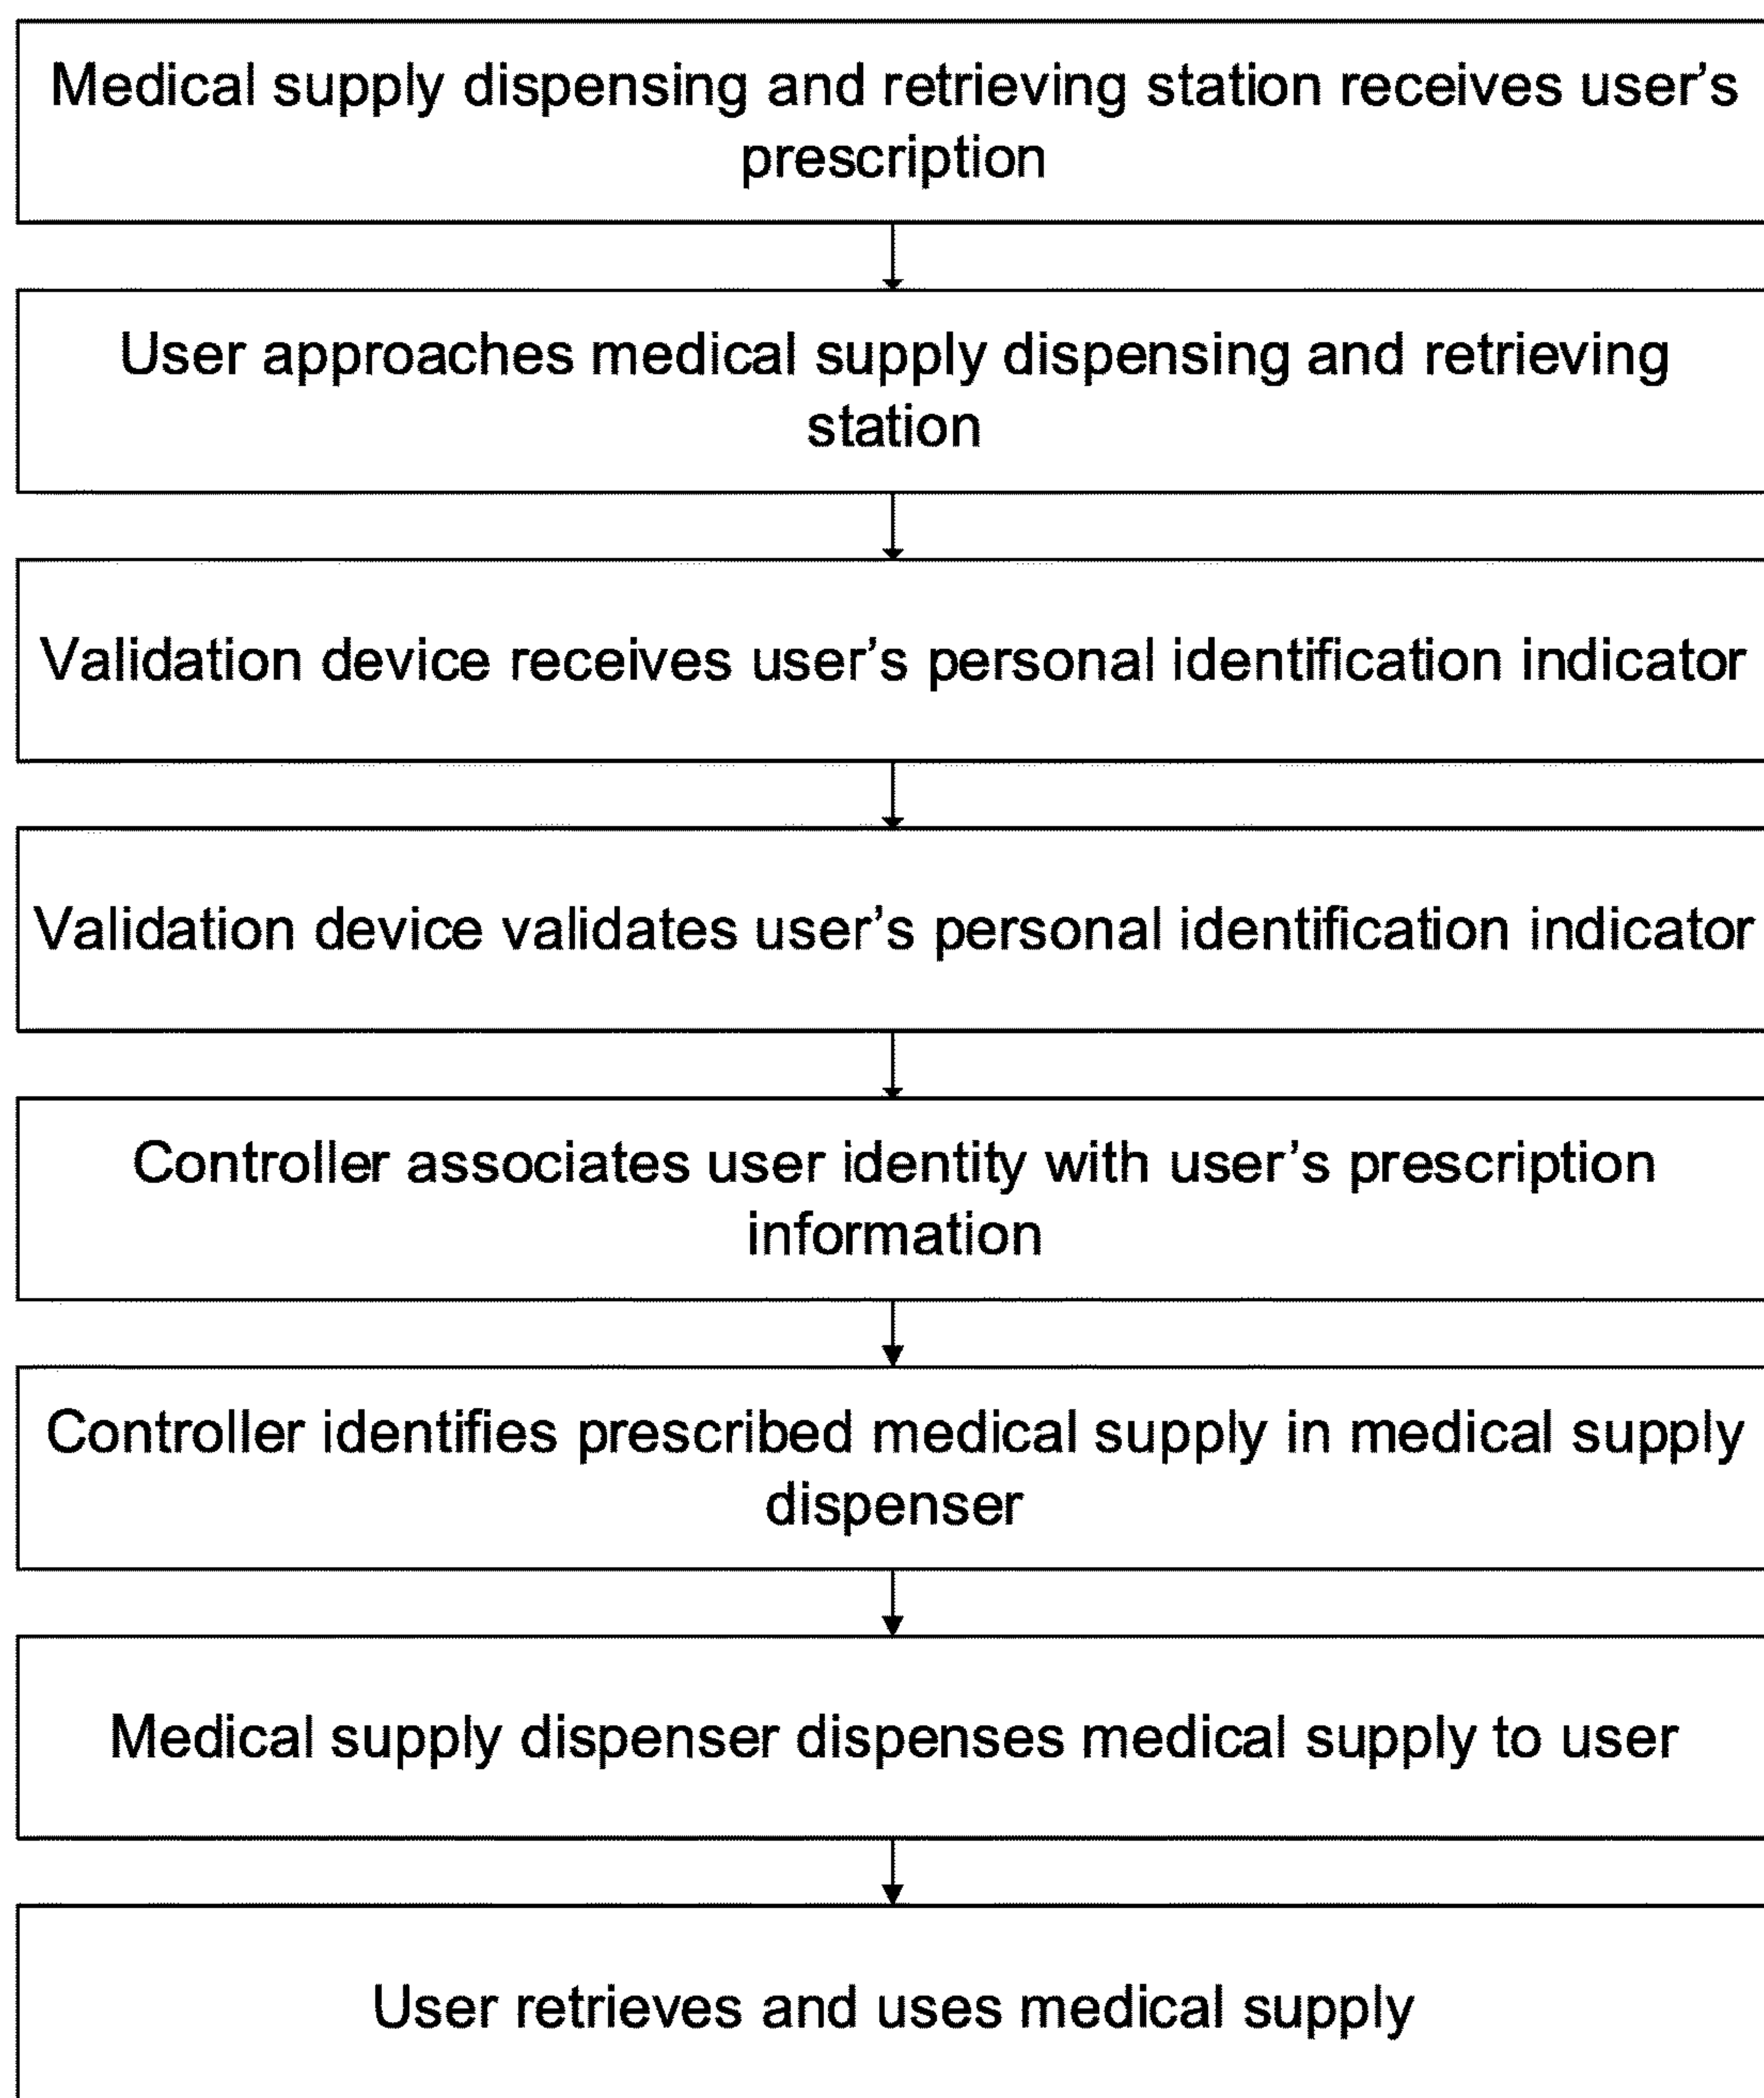 Medical supply dispensing and retrieving station receives user’s
prescription
User approaches medical supply dispensing and retrieving
station
Validation device receives user’s personal identification indicator
Validation device validates user’s personal identification indicator
Controller associates user identity with user’s prescription
information
Controller identifies prescribed medical supply in medical supply
dispenser
Medical supply dispenser dispenses medical supply to user
User retrieves and uses medical supply